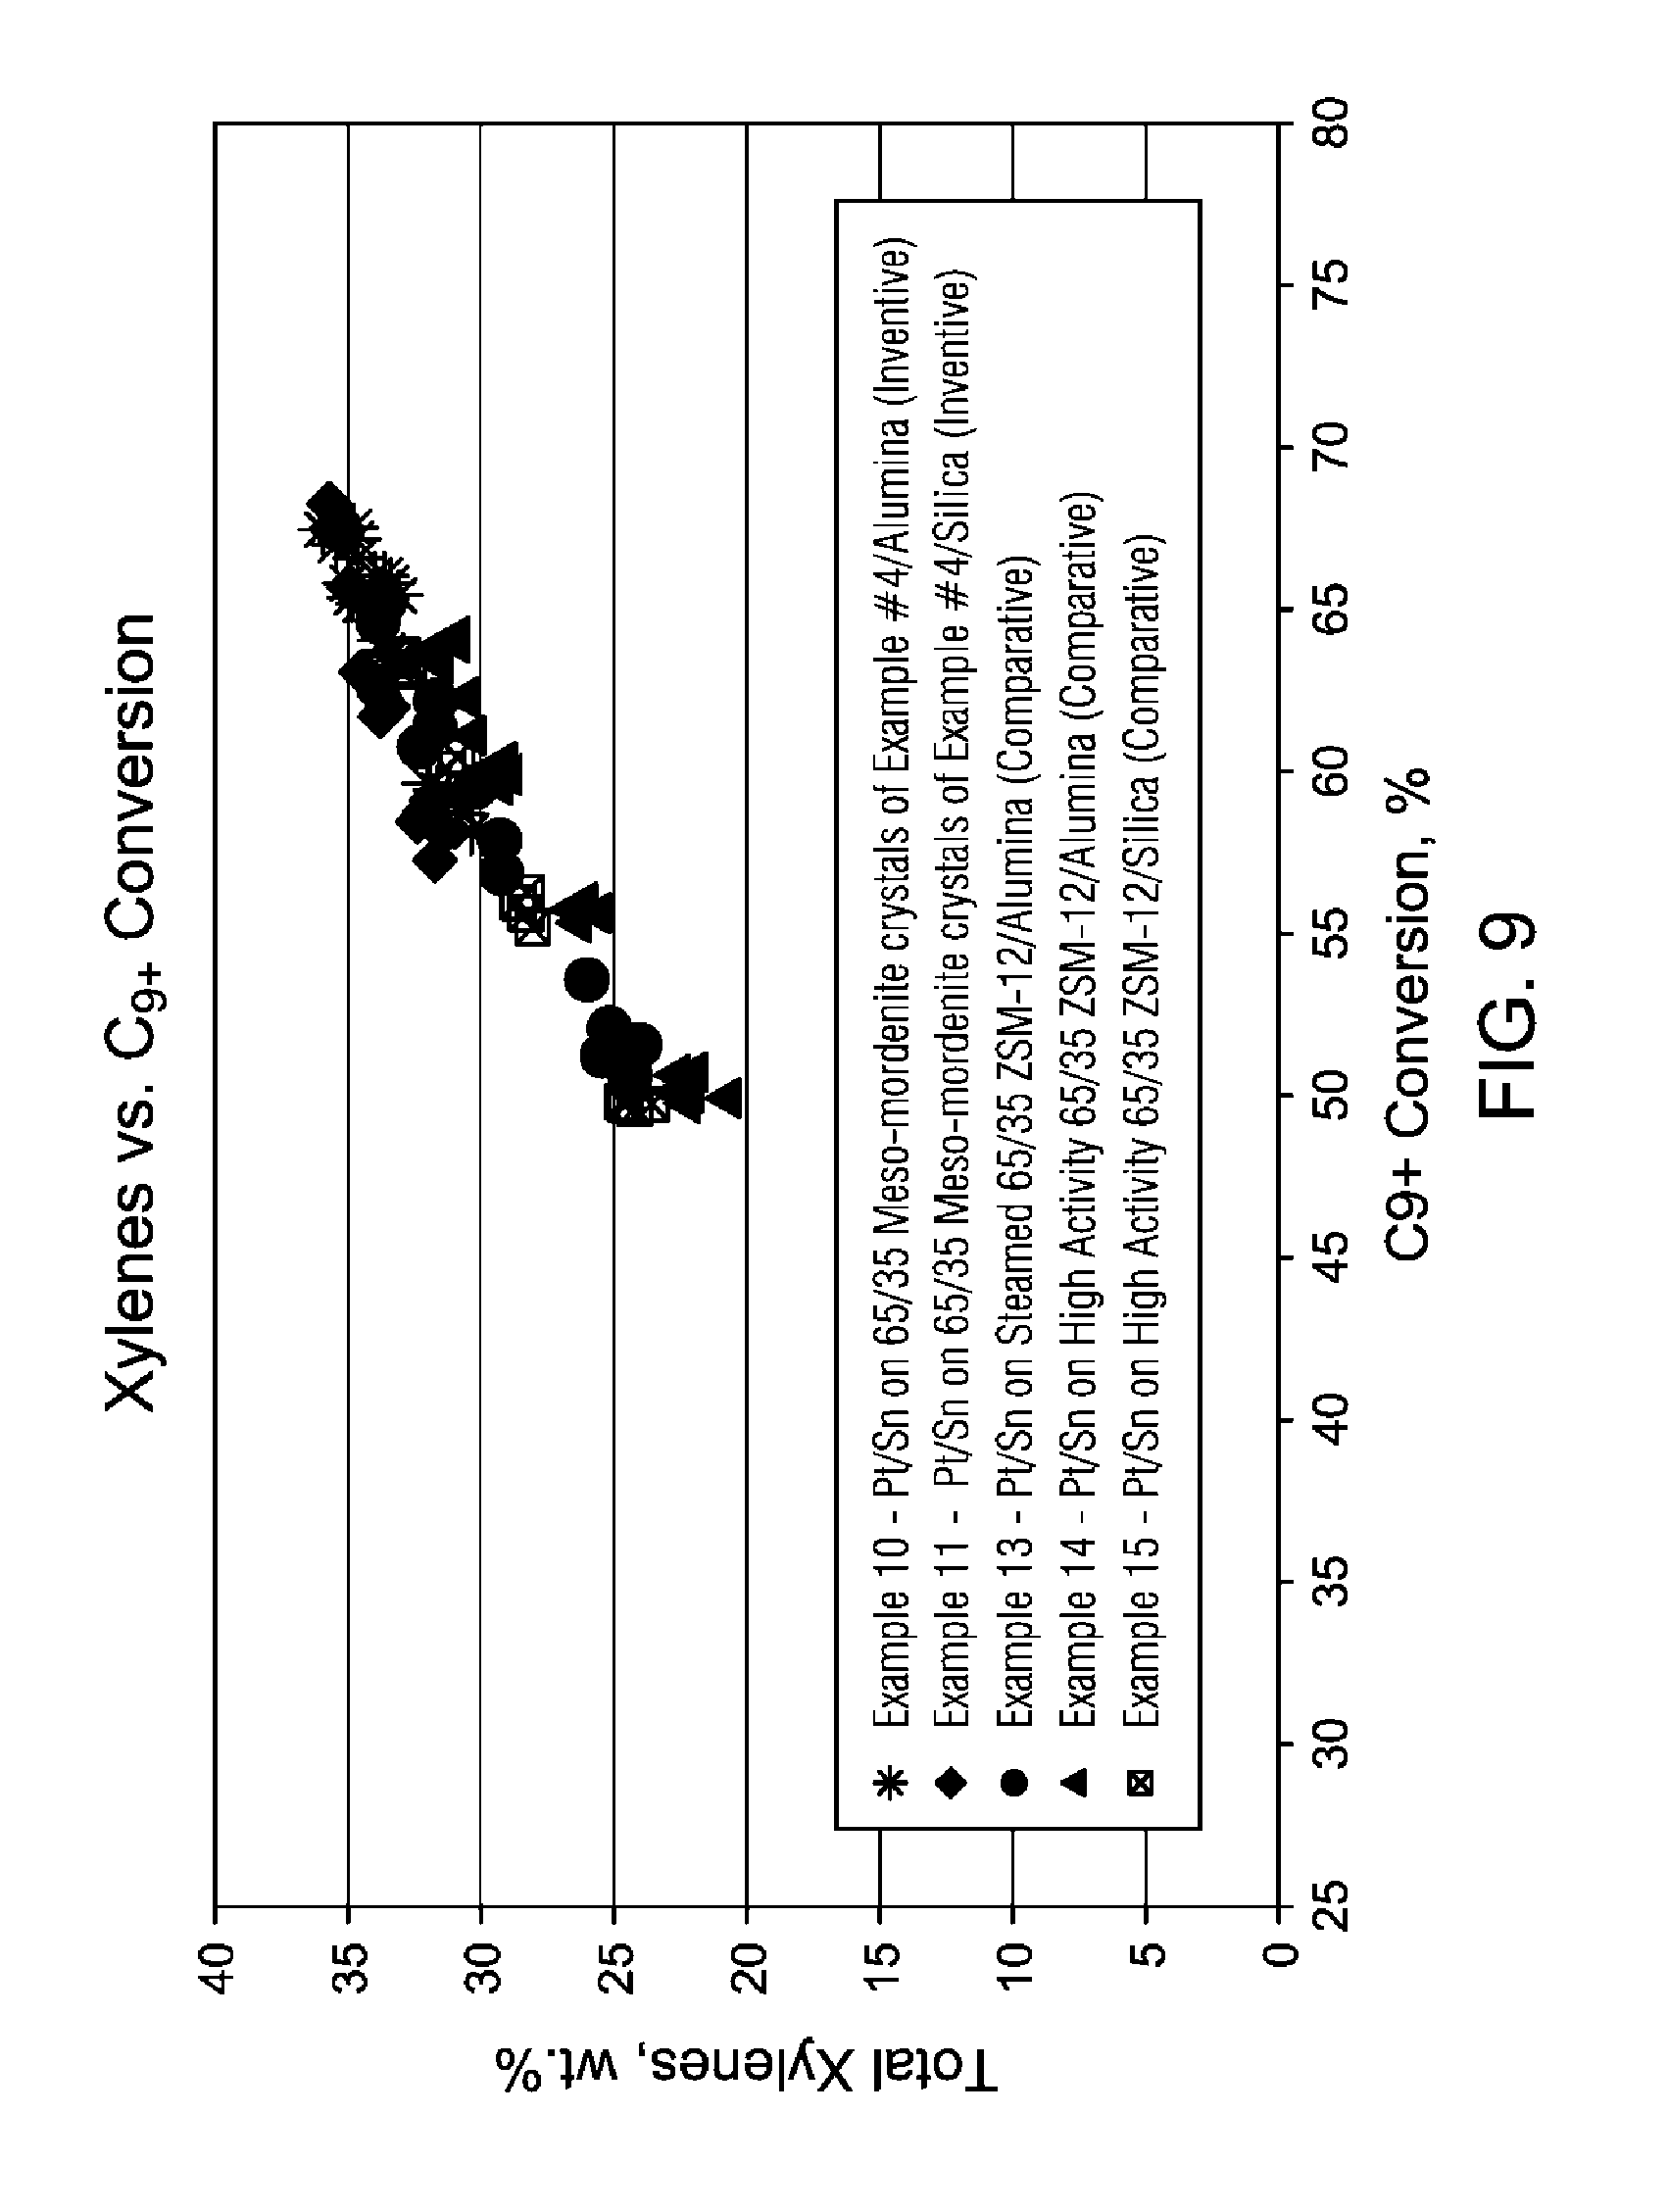 Xylenes vs. C9+ Conversion
Total Xylenes, wt.%
40
35
30
25
20
15
10
5
0
✳ Example 10 - Pt/Sn on 65/35 Meso-mordenite crystals of Example #4/Alumina (Inventive)
◆ Example 11 - Pt/Sn on 65/35 Meso-mordenite crystals of Example #4/Silica (Inventive)
● Example 13 - Pt/Sn on Steamed 65/35 ZSM-12/Alumina (Comparative)
▲ Example 14 - Pt/Sn on High Activity 65/35 ZSM-12/Alumina (Comparative)
⊠ Example 15 - Pt/Sn on High Activity 65/35 ZSM-12/Silica (Comparative)
25 30 35 40 45 50 55 60 65 70 75 80
C9+ Conversion, %
FIG. 9